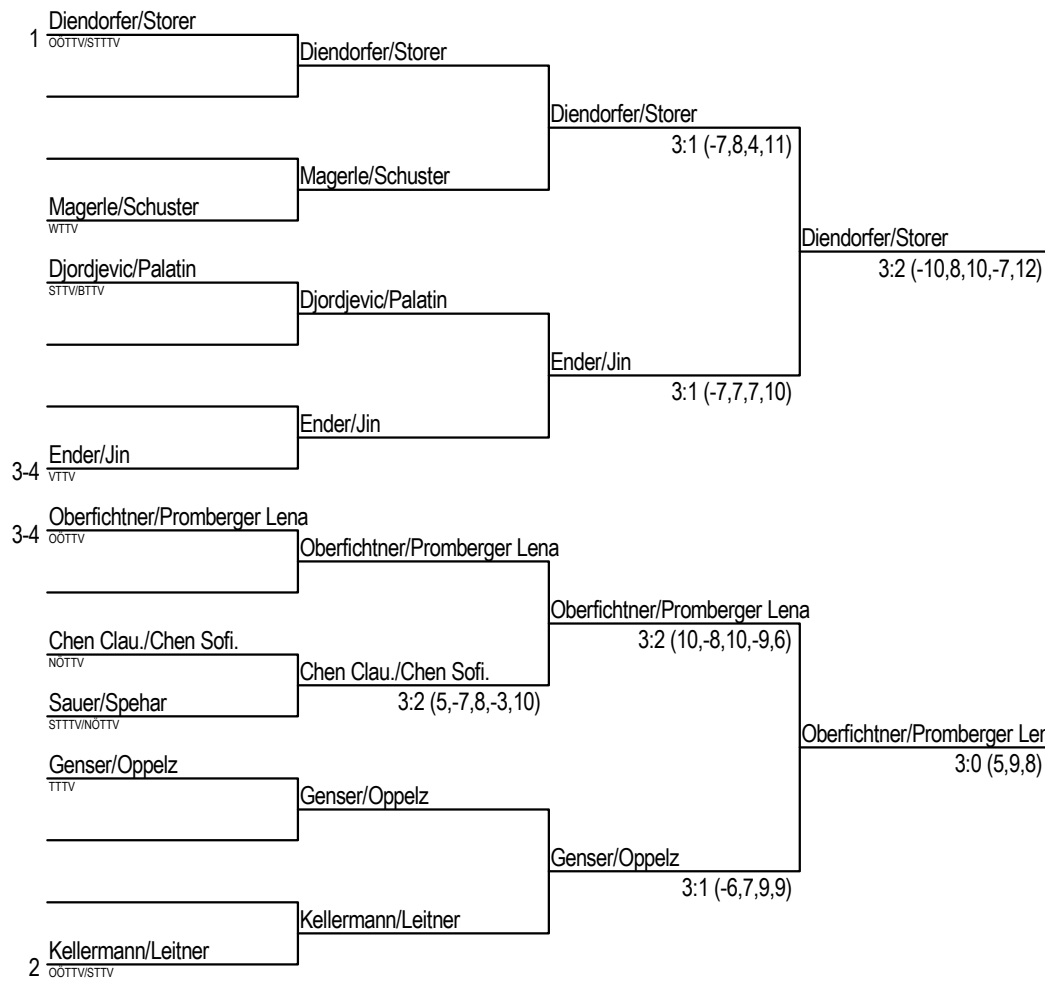 Diendorfer/Storer
1
OÖTTV/STTTV
Diendorfer/Storer
Diendorfer/Storer
3:1 (-7,8,4,11)
Magerle/Schuster
Magerle/Schuster
WTTV
Diendorfer/Storer
3:2 (-10,8,10,-7,12)
Djordjevic/Palatin
STTV/BTTV
Djordjevic/Palatin
Ender/Jin
3:1 (-7,7,7,10)
Ender/Jin
Ender/Jin
3-4
VTTV
Oberfichtner/Promberger Lena
3-4
OÖTTV
Oberfichtner/Promberger Lena
Oberfichtner/Promberger Lena
3:2 (10,-8,10,-9,6)
Chen Clau./Chen Sofi.
NÖTTV
Chen Clau./Chen Sofi.
3:2 (5,-7,8,-3,10)
Sauer/Spehar
STTTV/NÖTTV
Oberfichtner/Promberger Ler
3:0 (5,9,8)
Genser/Oppelz
TTTV
Genser/Oppelz
Genser/Oppelz
3:1 (-6,7,9,9)
Kellermann/Leitner
Kellermann/Leitner
2
OÖTTV/STTV